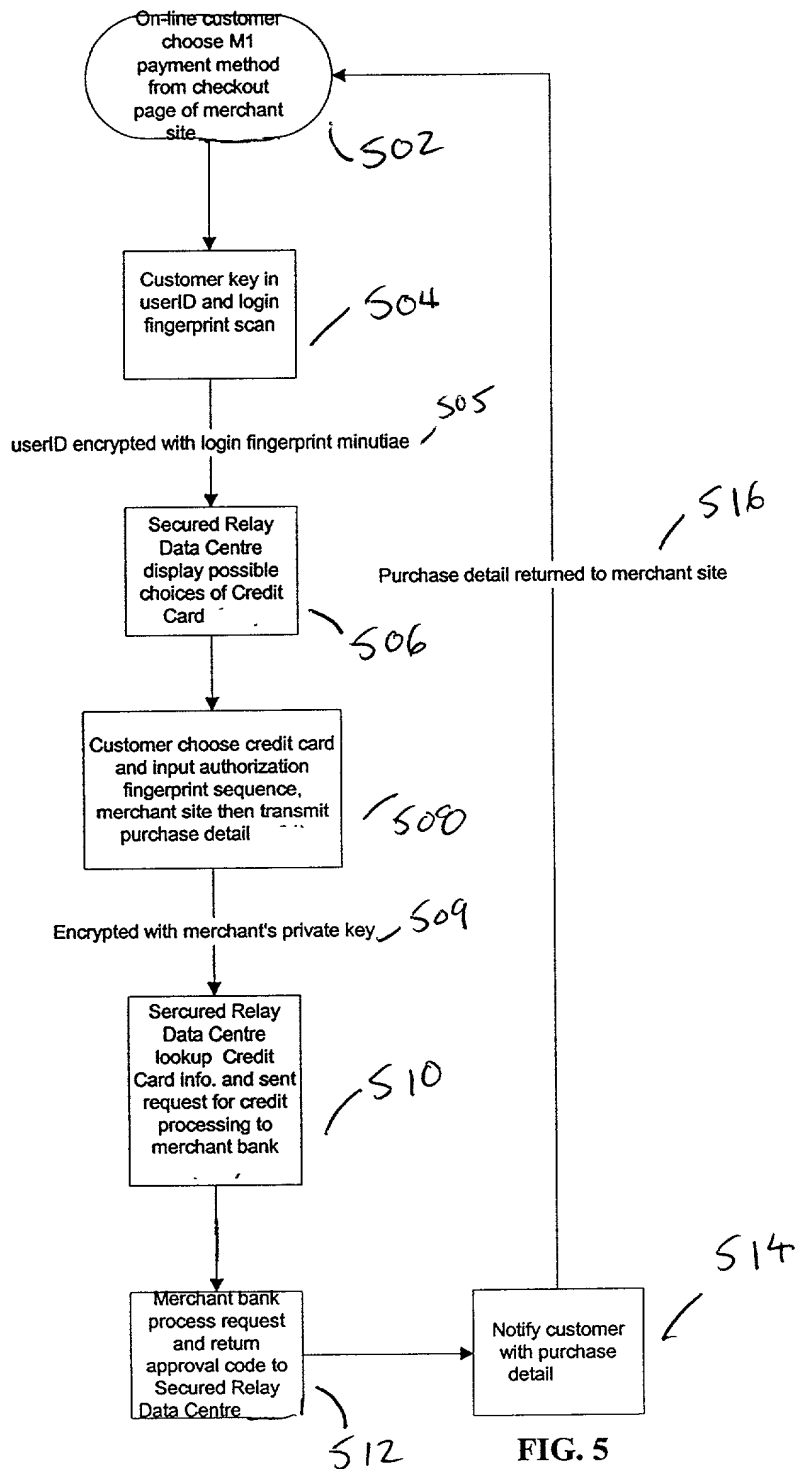 On-line customer
choose M1
payment method
from checkout
page of merchant
site
502
Customer key in
userID and login
fingerprint scan
504
505
userID encrypted with login fingerprint minutiae
Secured Relay
Data Centre
display possible
choices of Credit
Card
506
516
Purchase detail returned to merchant site
Customer choose credit card
and input authorization
fingerprint sequence,
merchant site then transmit
purchase detail
508
Encrypted with merchant's private key
509
Sercured Relay
Data Centre
lookup Credit
Card info. and sent
request for credit
processing to
merchant bank
510
Merchant bank
process request
and return
approval code to
Secured Relay
Data Centre
512
Notify customer
with purchase
detail
514
FIG. 5